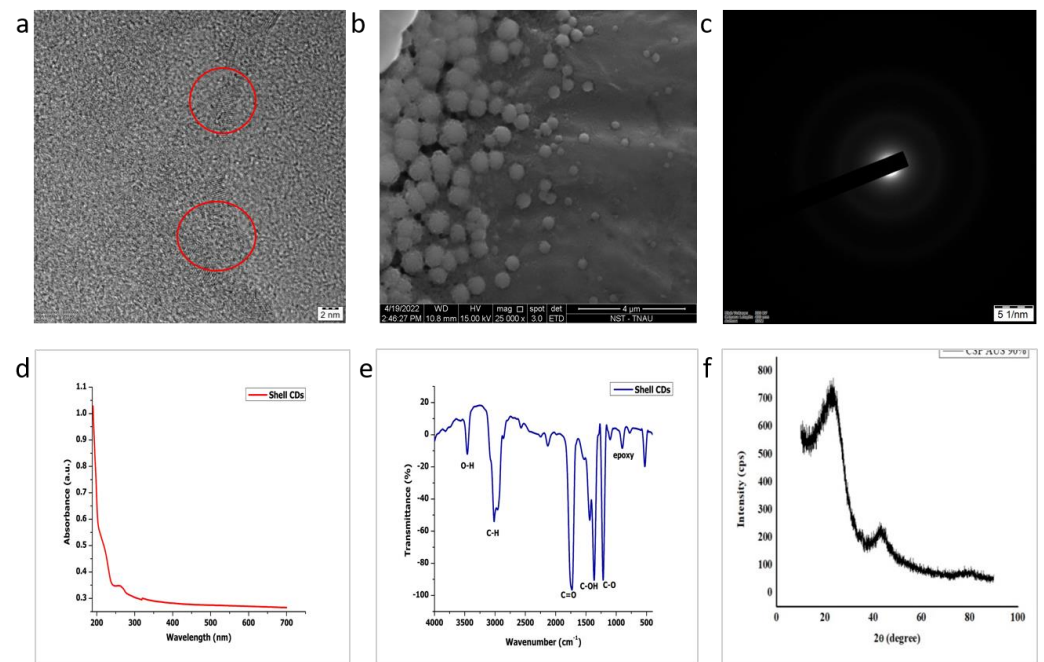 a
b
c
2 nm
4/19/2022 WD HV mag □ spot det 4 µm
2:46:27 PM 10.8 mm 15.00 kV 25 000 x 3.0 ETD NST - TNAU
5 1/nm
d
1.1
1.0
0.9
0.8
0.7
0.6
0.5
0.4
0.3
200 300 400 500 600 700
Absorbance (a.u.)
Wavelength (nm)
Shell CDs
e
20
0
-20
-40
-60
-80
-100
4000 3500 3000 2500 2000 1500 1000 500
Transmittance (%)
Wavenumber (cm⁻¹)
Shell CDs
O-H
C-H
C=O
C-OH
C-O
epoxy
f
CSP AUS 90%
800
700
600
500
400
300
200
100
0
0 20 40 60 80 100
Intensity (cps)
2θ (degree)